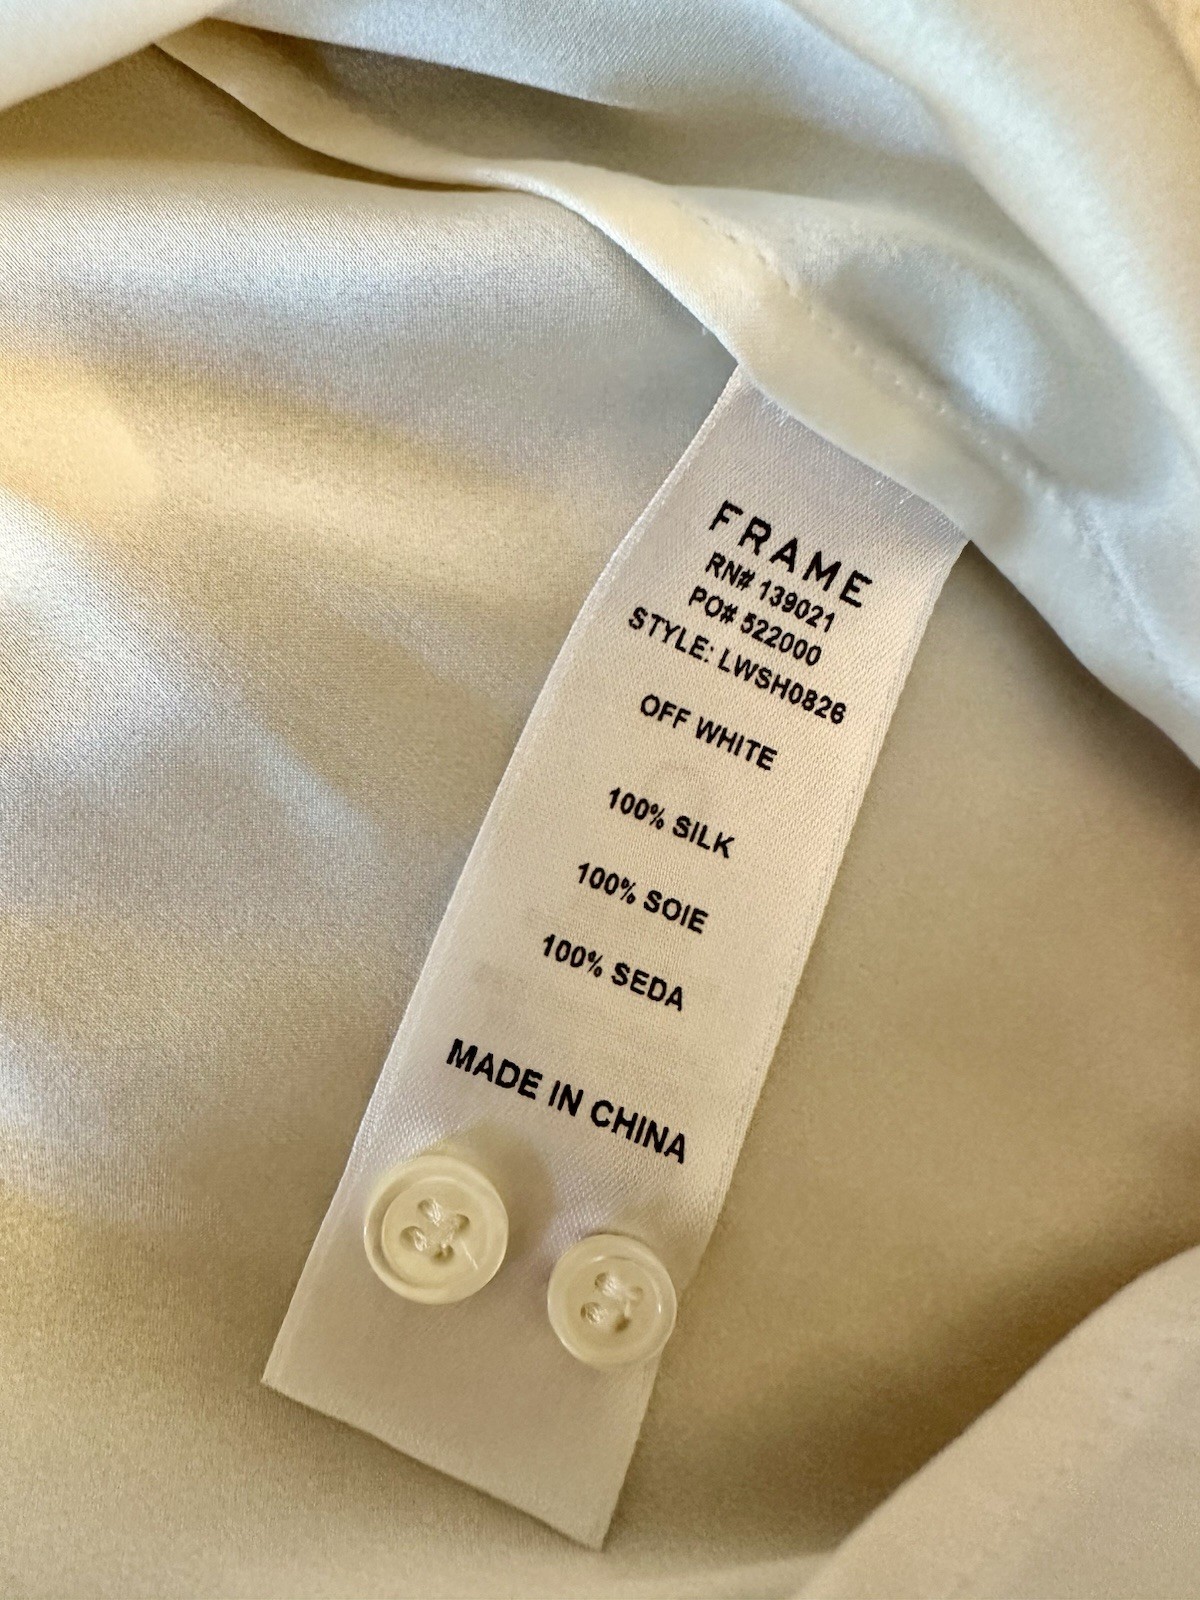 FRAME
RN# 139021
PO# 522000
STYLE: LWSH0826
OFF WHITE
100% SILK
100% SOIE
100% SEDA
MADE IN CHINA